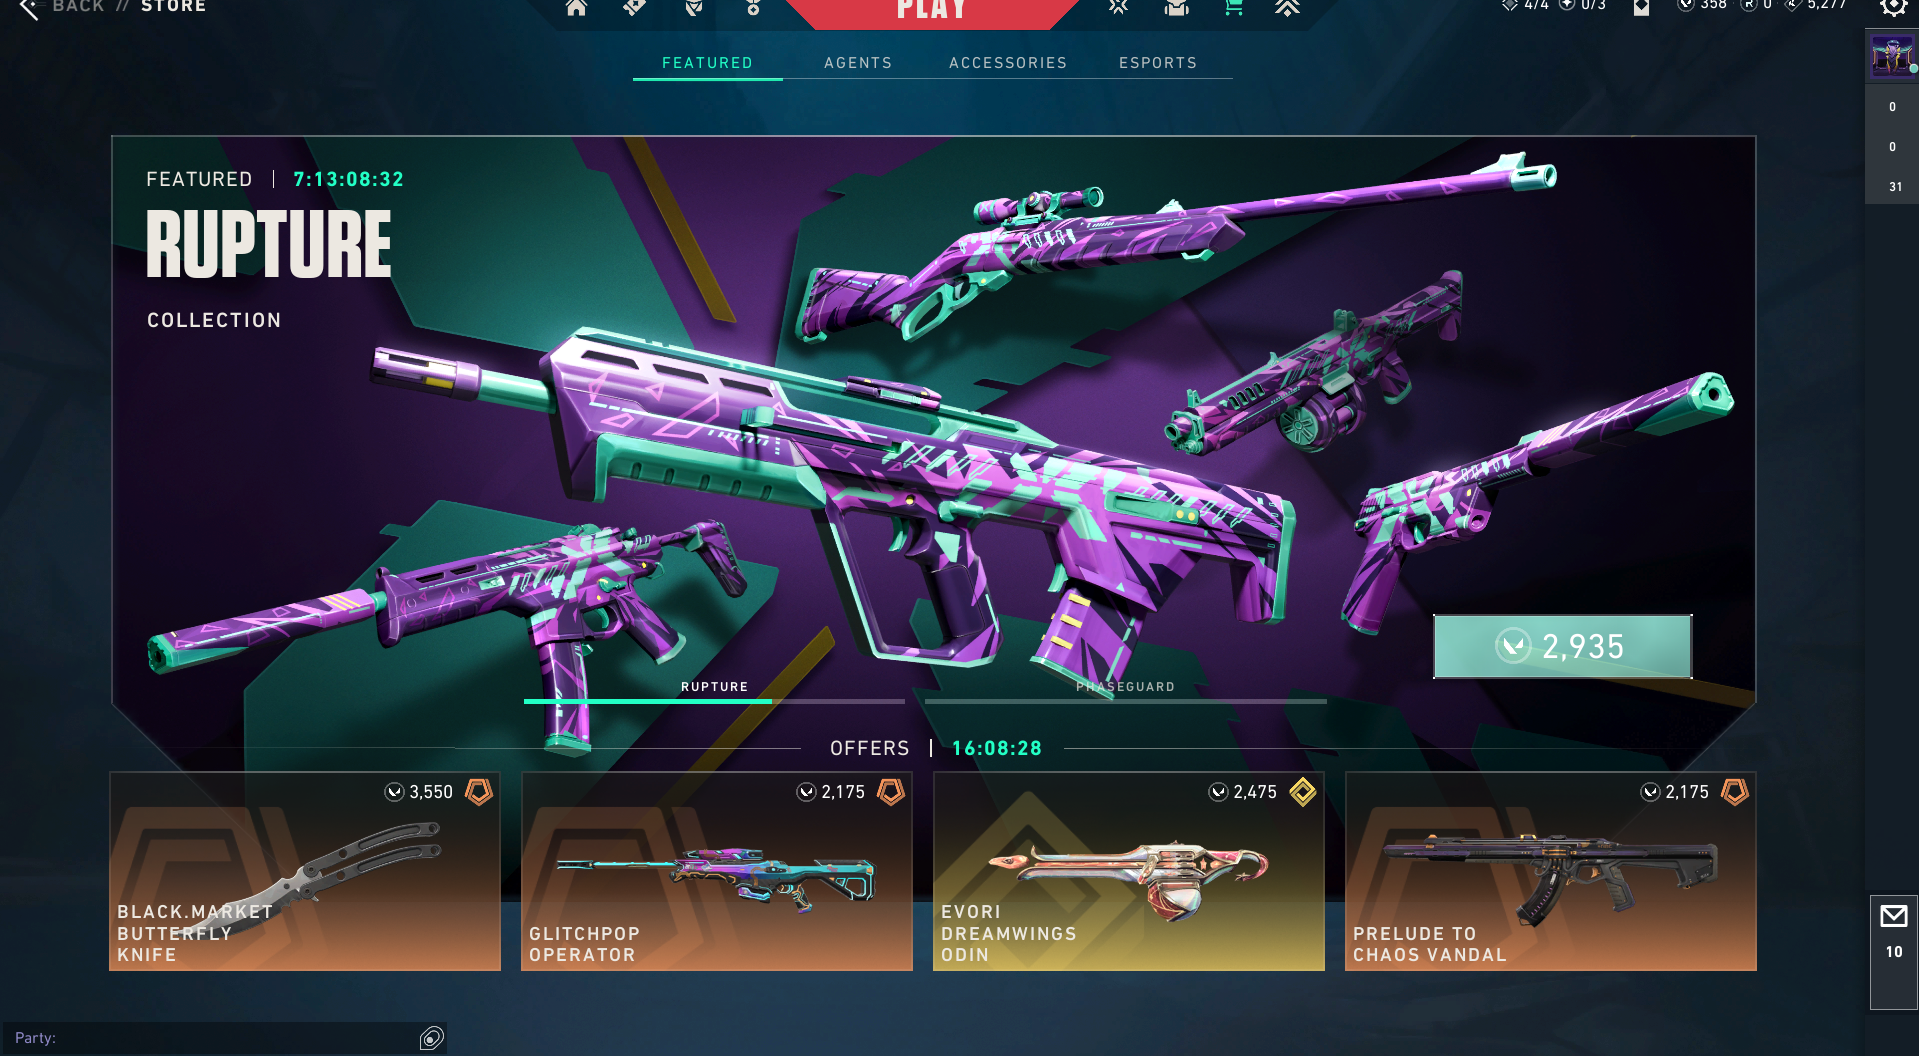 BACK // STORE
PLAY
4/4 0/3 358 R 0 5,277
FEATURED AGENTS ACCESSORIES ESPORTS
0
0
31
FEATURED | 7:13:08:32
RUPTURE
COLLECTION
2,935
RUPTURE PHASEGUARD
OFFERS | 16:08:28
3,550
BLACK.MARKET
BUTTERFLY
KNIFE
2,175
GLITCHPOP
OPERATOR
2,475
EVORI
DREAMWINGS
ODIN
2,175
PRELUDE TO
CHAOS VANDAL
10
Party: